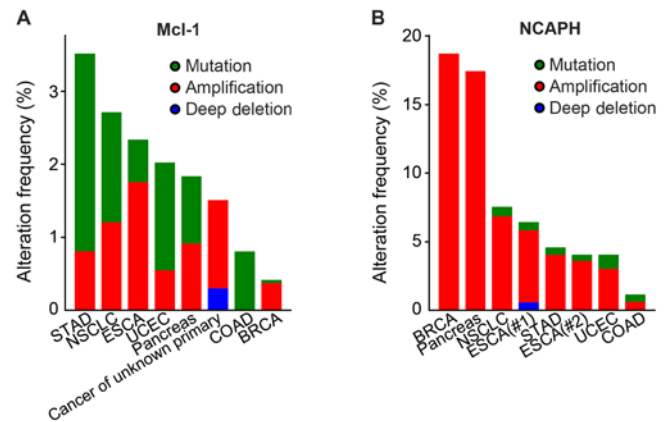 A
Mcl-1
Mutation
Amplification
Deep deletion
Alteration frequency (%)
3
2
1
0
STAD
NSCLC
ESCA
UCEC
Pancreas
Cancer of unknown primary
COAD
BRCA
B
NCAPH
Mutation
Amplification
Deep deletion
Alteration frequency (%)
20
15
10
5
0
BRCA
Pancreas
NSCLC
ESCA(#1)
STAD
ESCA(#2)
UCEC
COAD